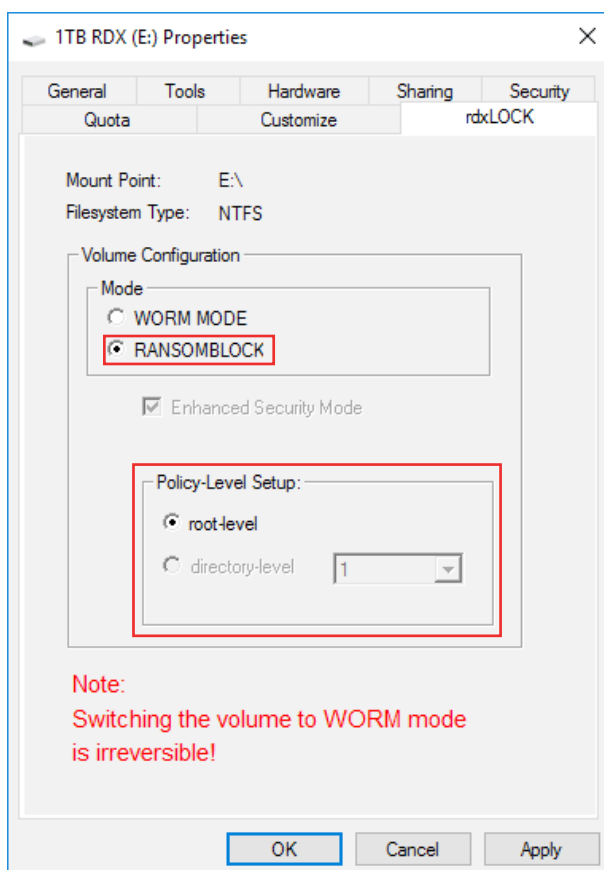 1TB RDX (E:) Properties
General Tools Hardware Sharing Security
Quota Customize rdxLOCK
Mount Point: E:\
Filesystem Type: NTFS
Volume Configuration
Mode
WORM MODE
RANSOMBLOCK
Enhanced Security Mode
Policy-Level Setup:
root-level
directory-level 1
Note:
Switching the volume to WORM mode
is irreversible!
OK Cancel Apply